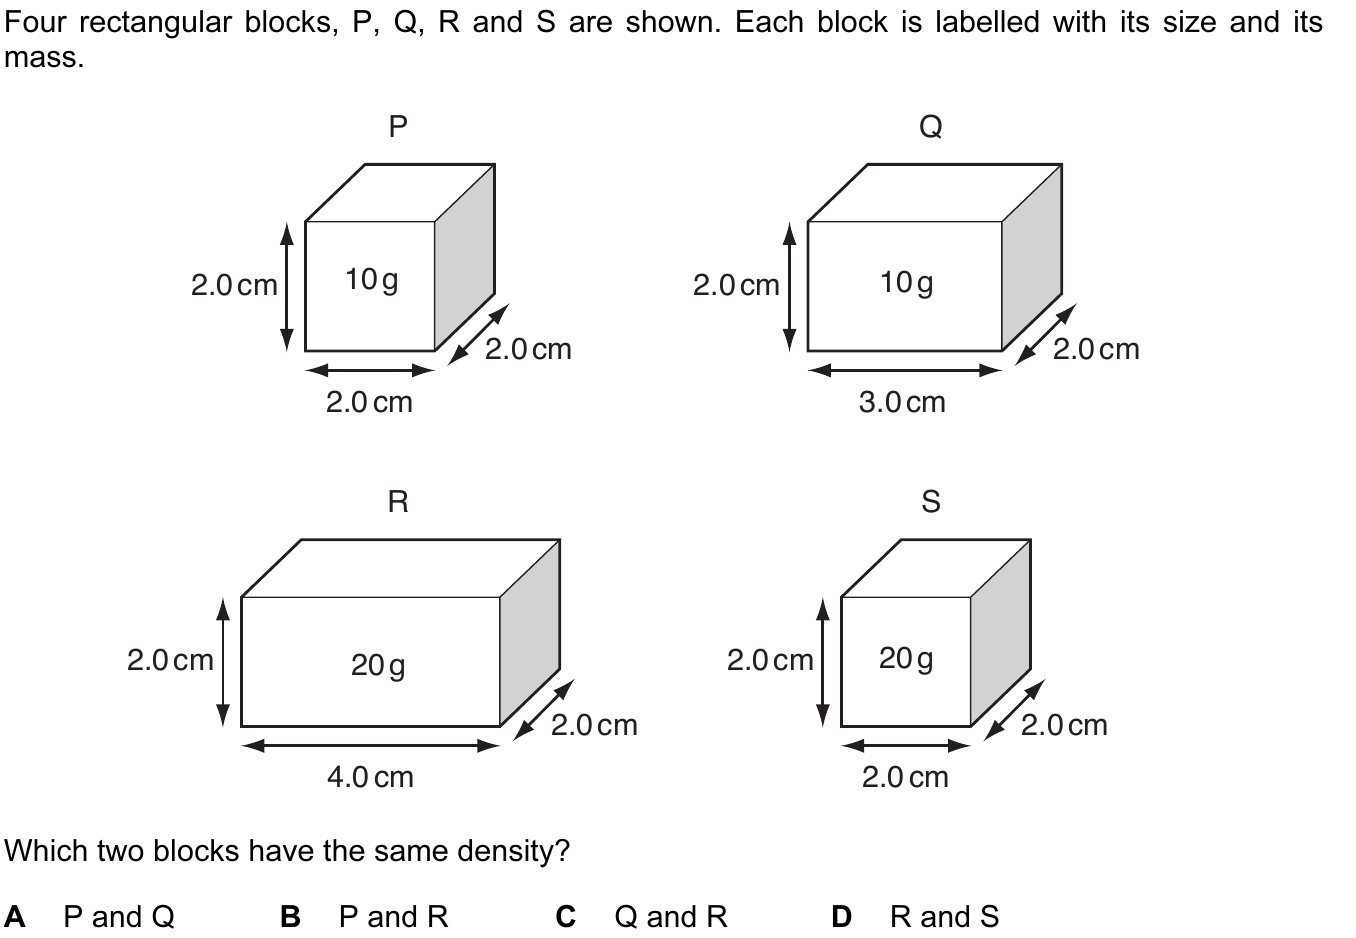 Four rectangular blocks, P, Q, R and S are shown. Each block is labelled with its size and its
mass.
P
Q
2.0 cm
10 g
2.0 cm
2.0 cm
2.0 cm
10 g
2.0 cm
3.0 cm
R
S
2.0 cm
20 g
2.0 cm
4.0 cm
2.0 cm
20 g
2.0 cm
2.0 cm
Which two blocks have the same density?
A P and Q B P and R C Q and R D R and S